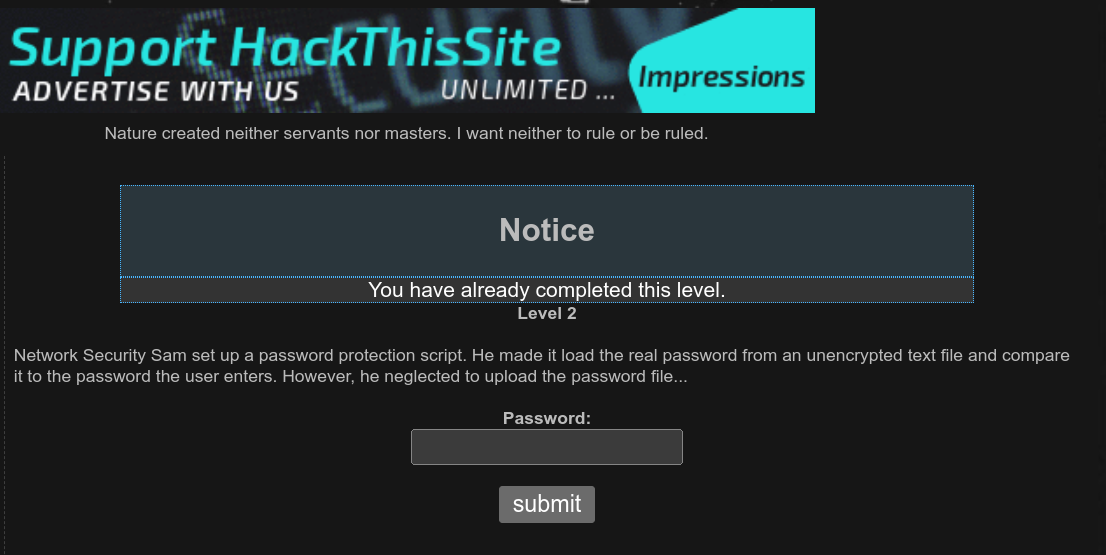 Support HackThisSite
ADVERTISE WITH US
UNLIMITED ...
Impressions
Nature created neither servants nor masters. I want neither to rule or be ruled.
Notice
You have already completed this level.
Level 2
Network Security Sam set up a password protection script. He made it load the real password from an unencrypted text file and compare
it to the password the user enters. However, he neglected to upload the password file...
Password:
submit